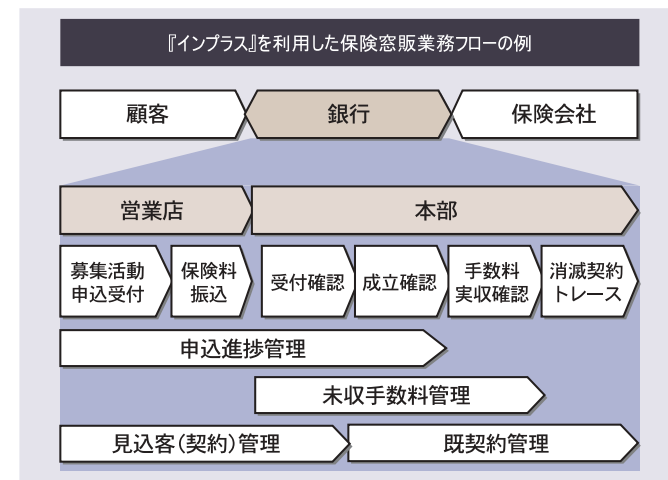 『インプラス』を利用した保険窓販業務フローの例
顧客
銀行
保険会社
営業店
本部
募集活動
申込受付
保険料
振込
受付確認
成立確認
手数料
実収確認
消滅契約
トレース
申込進捗管理
未収手数料管理
見込客(契約)管理
既契約管理